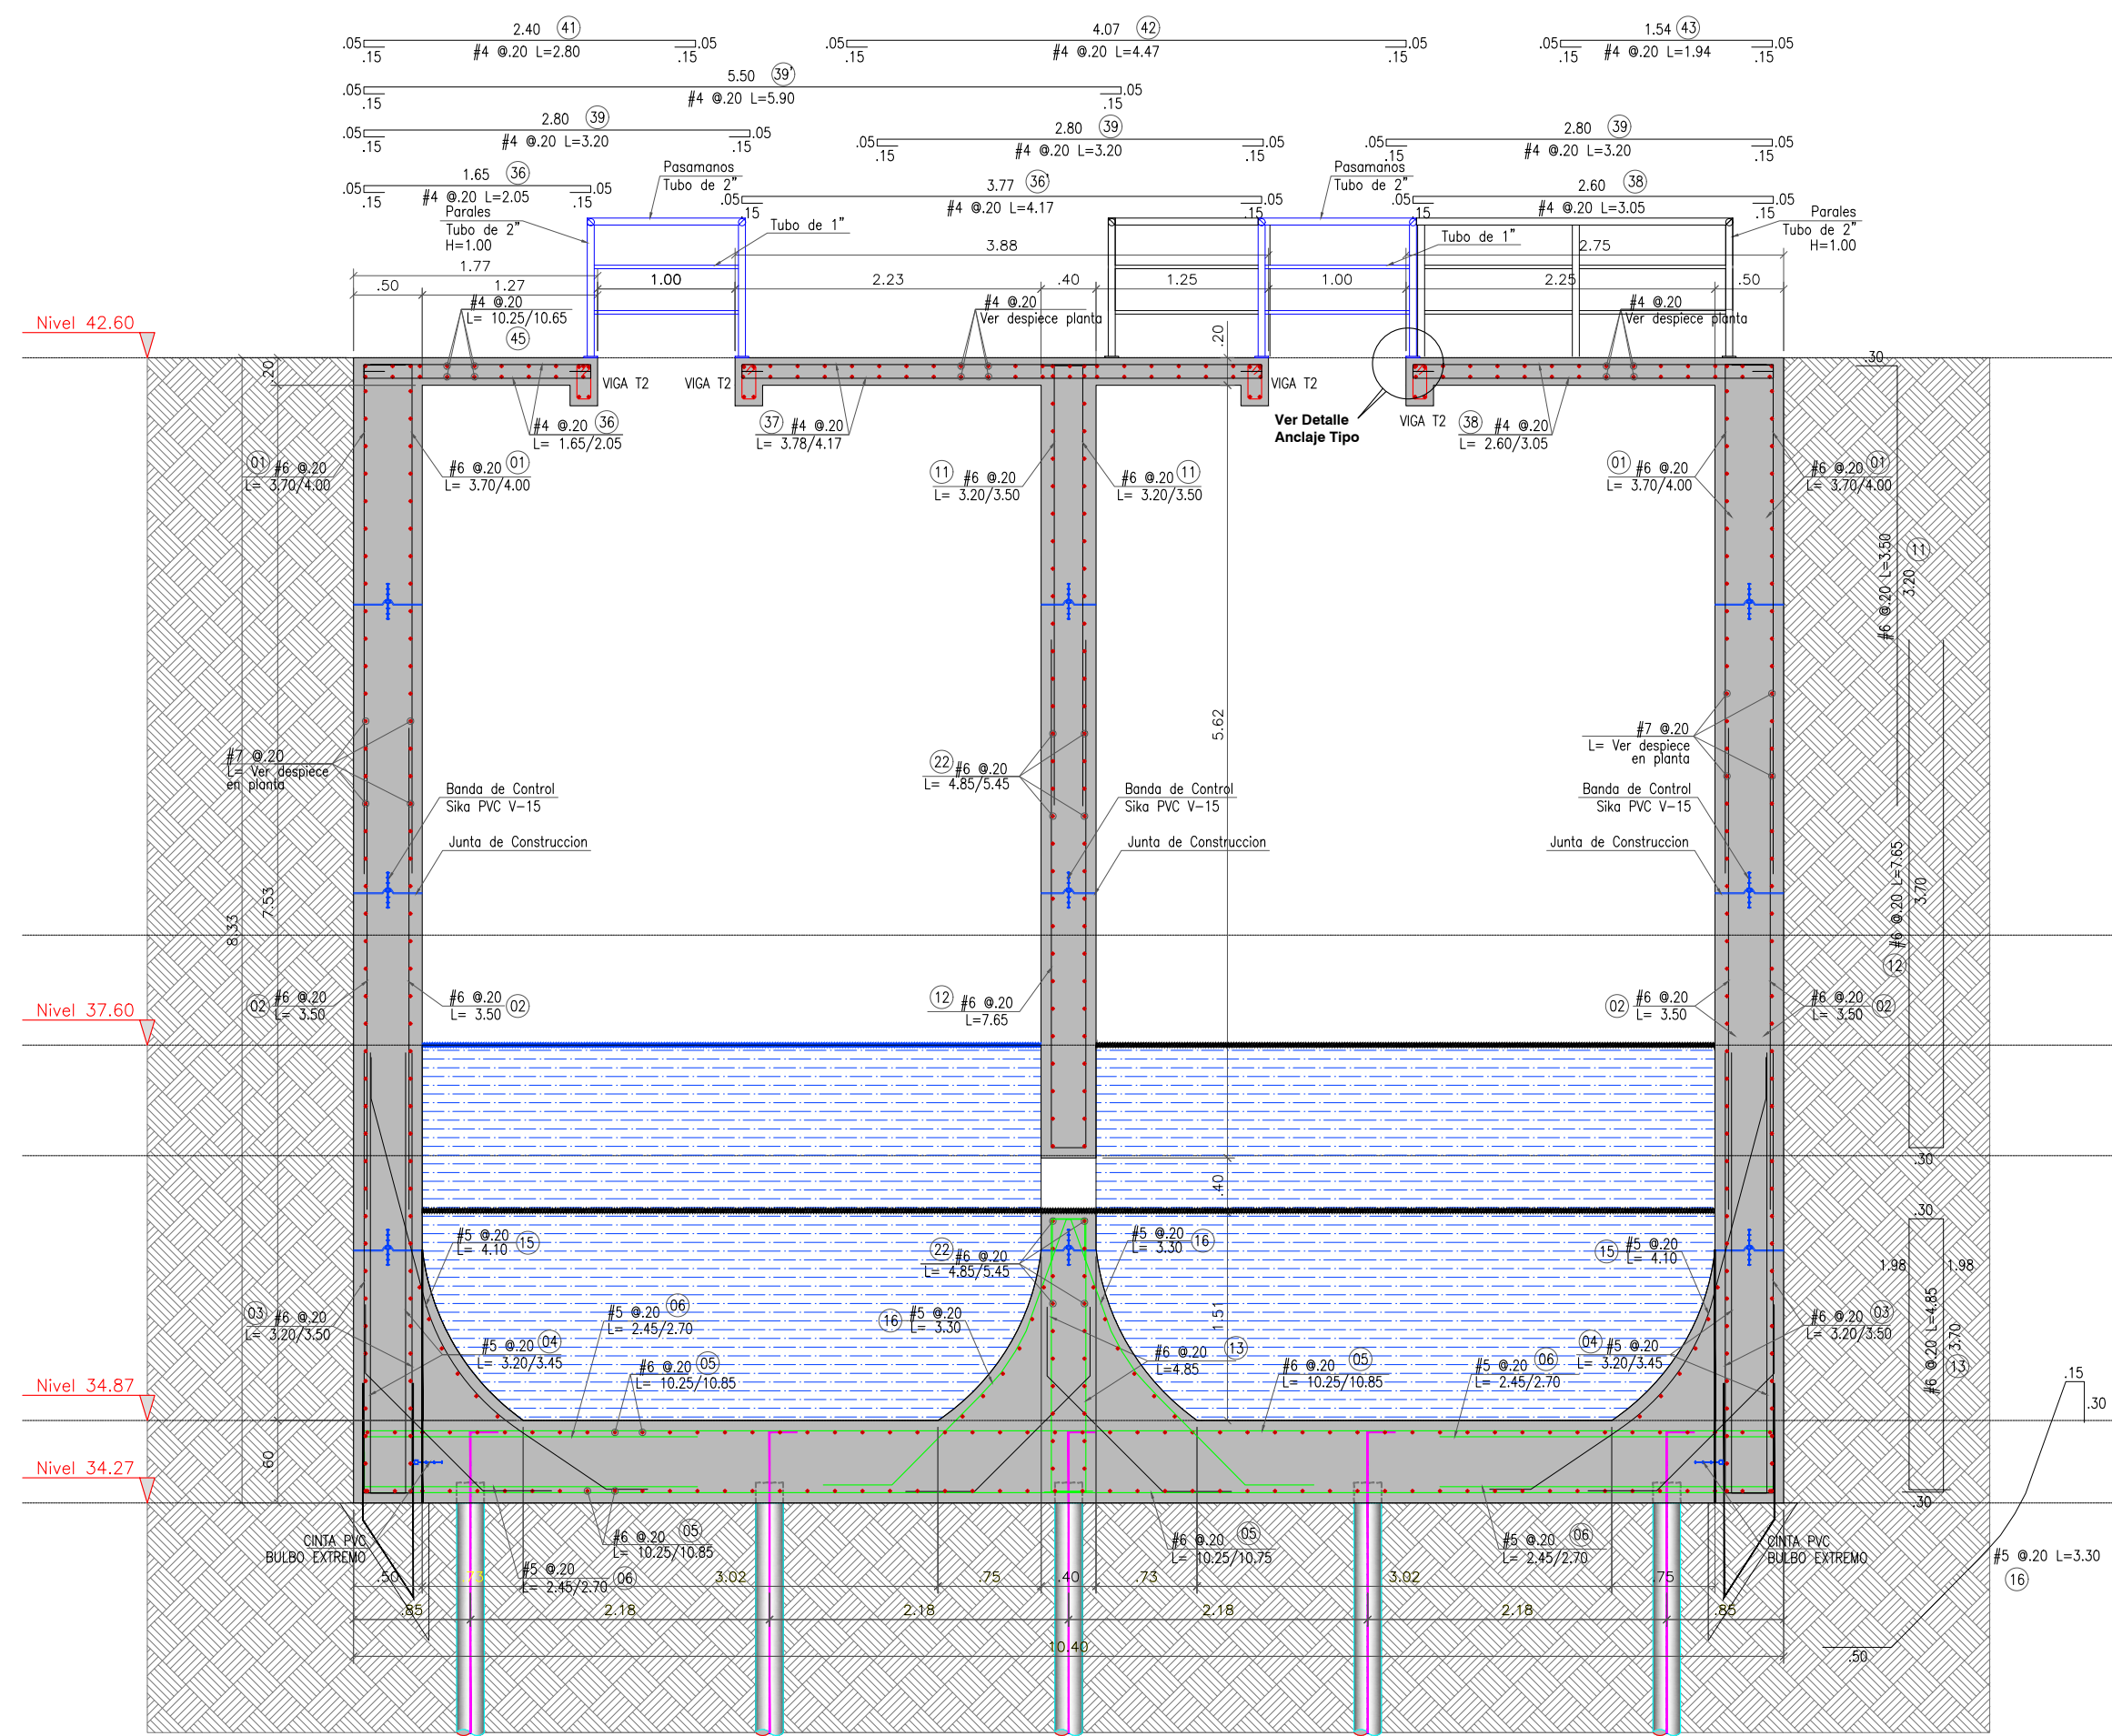 2.40 41
.05 .05
.15 #4 @.20 L=2.80 .15
4.07 42
.05 .05
.15 #4 @.20 L=4.47 .15
1.54 43
.05 .05
.15 #4 @.20 L=1.94 .15
5.50 39'
.05 .05
.15 #4 @.20 L=5.90 .15
2.80 39
.05 .05
.15 #4 @.20 L=3.20 .15
2.80 39
.05 .05
.15 #4 @.20 L=3.20 .15
2.80 39
.05 .05
.15 #4 @.20 L=3.20 .15
1.65 36
.05 .05
.15 #4 @.20 L=2.05 .15
3.77 36'
.05 .05
.15 #4 @.20 L=4.17 .15
2.60 38
.05 .05
.15 #4 @.20 L=3.05 .15
Pasamanos
Tubo de 2"
Pasamanos
Tubo de 2"
Parales
Tubo de 2"
H=1.00
Parales
Tubo de 2"
H=1.00
Tubo de 1"
Tubo de 1"
1.77 3.88 2.75
.50 1.27 1.00 2.23 .40 1.25 1.00 2.25 .50
#4 @.20
L= 10.25/10.65
45
#4 @.20
Ver despiece planta
#4 @.20
Ver despiece planta
Nivel 42.60
.20
.20
.30
VIGA T2
VIGA T2
VIGA T2
VIGA T2
Ver Detalle
Anclaje Tipo
#4 @.20 36
L= 1.65/2.05
37 #4 @.20
L= 3.78/4.17
38 #4 @.20
L= 2.60/3.05
01 #6 @.20
L= 3.70/4.00
#6 @.20 01
L= 3.70/4.00
11 #6 @.20
L= 3.20/3.50
#6 @.20 11
L= 3.20/3.50
01 #6 @.20
L= 3.70/4.00
#6 @.20 01
L= 3.70/4.00
#6 @.20 L=3.50
3.20 11
5.62
7.53
8.33
#7 @.20
L= Ver despiece
en planta
22 #6 @.20
L= 4.85/5.45
#7 @.20
L= Ver despiece
en planta
Banda de Control
Sika PVC V-15
Banda de Control
Sika PVC V-15
Banda de Control
Sika PVC V-15
Junta de Construccion
Junta de Construccion
Junta de Construccion
12 #6 @.20 L=7.65
3.70
.30
02 #6 @.20
L= 3.50
#6 @.20
L= 3.50 02
12 #6 @.20
L=7.65
02 #6 @.20
L= 3.50
#6 @.20
L= 3.50 02
Nivel 37.60
.40
1.51
#5 @.20
L= 4.10 15
22 #6 @.20
L= 4.85/5.45
#5 @.20
L= 3.30 16
15 #5 @.20
L= 4.10
.30
1.98 1.98
#6 @.20 L=4.85
13 3.70
.30
03 #6 @.20
L= 3.20/3.50
#5 @.20 04
L= 3.20/3.45
#5 @.20 06
L= 2.45/2.70
#6 @.20 05
L= 10.25/10.85
16 #5 @.20
L= 3.30
#6 @.20 13
L=4.85
#6 @.20 05
L= 10.25/10.85
#5 @.20 06
L= 2.45/2.70
04 #5 @.20
L= 3.20/3.45
#6 @.20 03
L= 3.20/3.50
Nivel 34.87
.60
Nivel 34.27
.15
.30
#5 @.20 L=3.30
16
.50
CINTA PVC
BULBO EXTREMO
#5 @.20
L= 2.45/2.70 06
#6 @.20 05
L= 10.25/10.85
#6 @.20 05
L= 10.25/10.75
#5 @.20 06
L= 2.45/2.70
CINTA PVC
BULBO EXTREMO
.50 .73 3.02 .75 .40 .73 3.02 .75
.85 2.18 2.18 2.18 2.18 .85
10.40